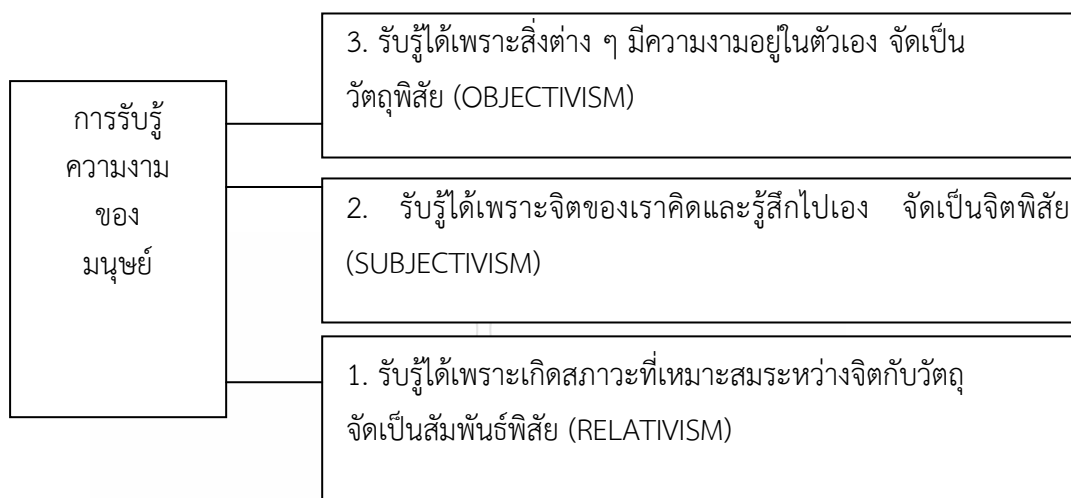 การรับรู้
ความงาม
ของ
มนุษย์
3. รับรู้ได้เพราะสิ่งต่าง ๆ มีความงามอยู่ในตัวเอง จัดเป็น
วัตถุพิสัย (OBJECTIVISM)
2. รับรู้ได้เพราะจิตของเราคิดและรู้สึกไปเอง จัดเป็นจิตพิสัย
(SUBJECTIVISM)
1. รับรู้ได้เพราะเกิดสภาวะที่เหมาะสมระหว่างจิตกับวัตถุ
จัดเป็นสัมพันธ์พิสัย (RELATIVISM)